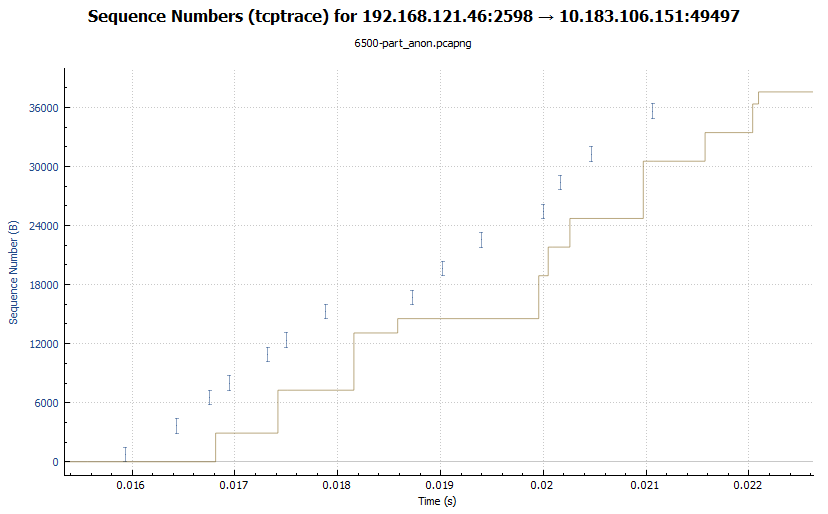 Sequence Numbers (tcptrace) for 192.168.121.46:2598 → 10.183.106.151:49497
6500-part_anon.pcapng
Sequence Number (B)
36000
30000
24000
18000
12000
6000
0
0.016 0.017 0.018 0.019 0.02 0.021 0.022
Time (s)